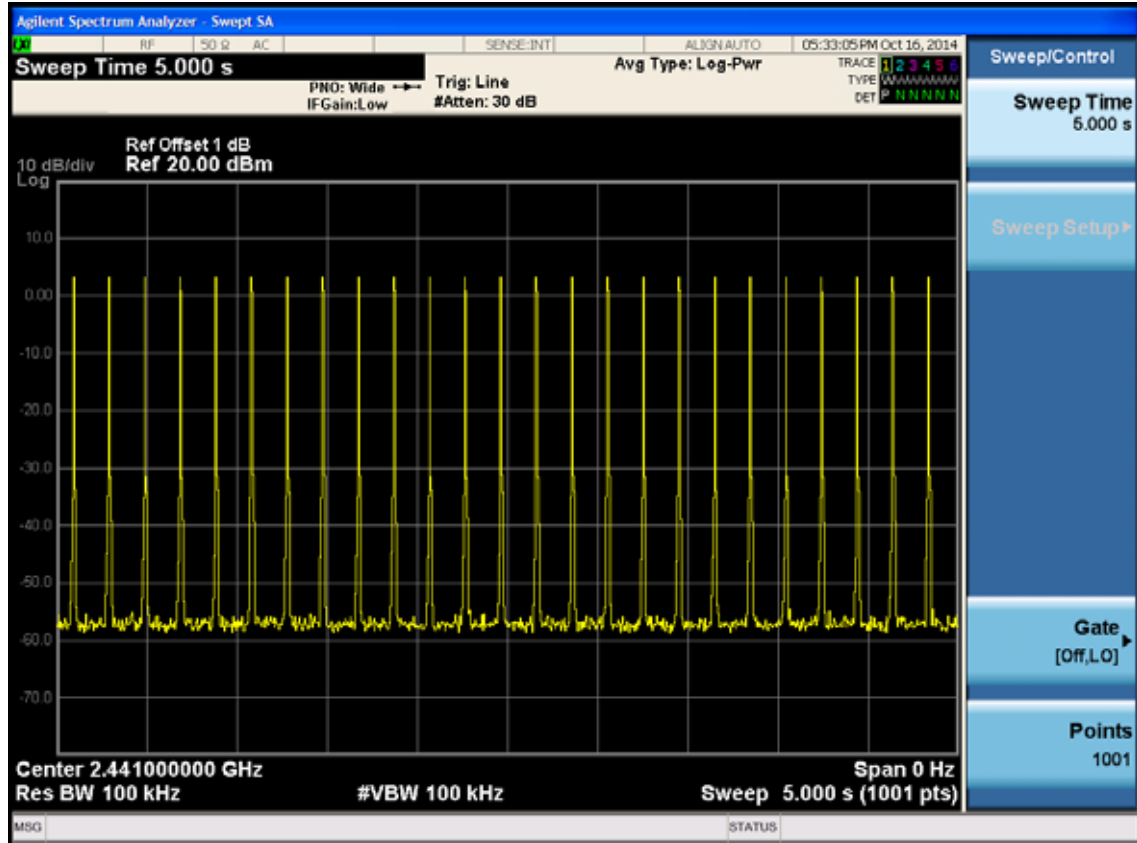 Agilent Spectrum Analyzer - Swept SA
RF 50 Ω AC SENSE:INT ALIGNAUTO 05:33:05 PM Oct 16, 2014
Sweep Time 5.000 s
PNO: Wide
IFGain:Low
Trig: Line
#Atten: 30 dB
Avg Type: Log-Pwr
TRACE 1 2 3 4 5 6
TYPE
DET P N N N N N
Ref Offset 1 dB
10 dB/div Ref 20.00 dBm
Log
10.0
0.00
-10.0
-20.0
-30.0
-40.0
-50.0
-60.0
-70.0
Center 2.441000000 GHz Span 0 Hz
Res BW 100 kHz #VBW 100 kHz Sweep 5.000 s (1001 pts)
MSG STATUS
Sweep/Control
Sweep Time
5.000 s
Sweep Setup
Gate
[Off,LO]
Points
1001